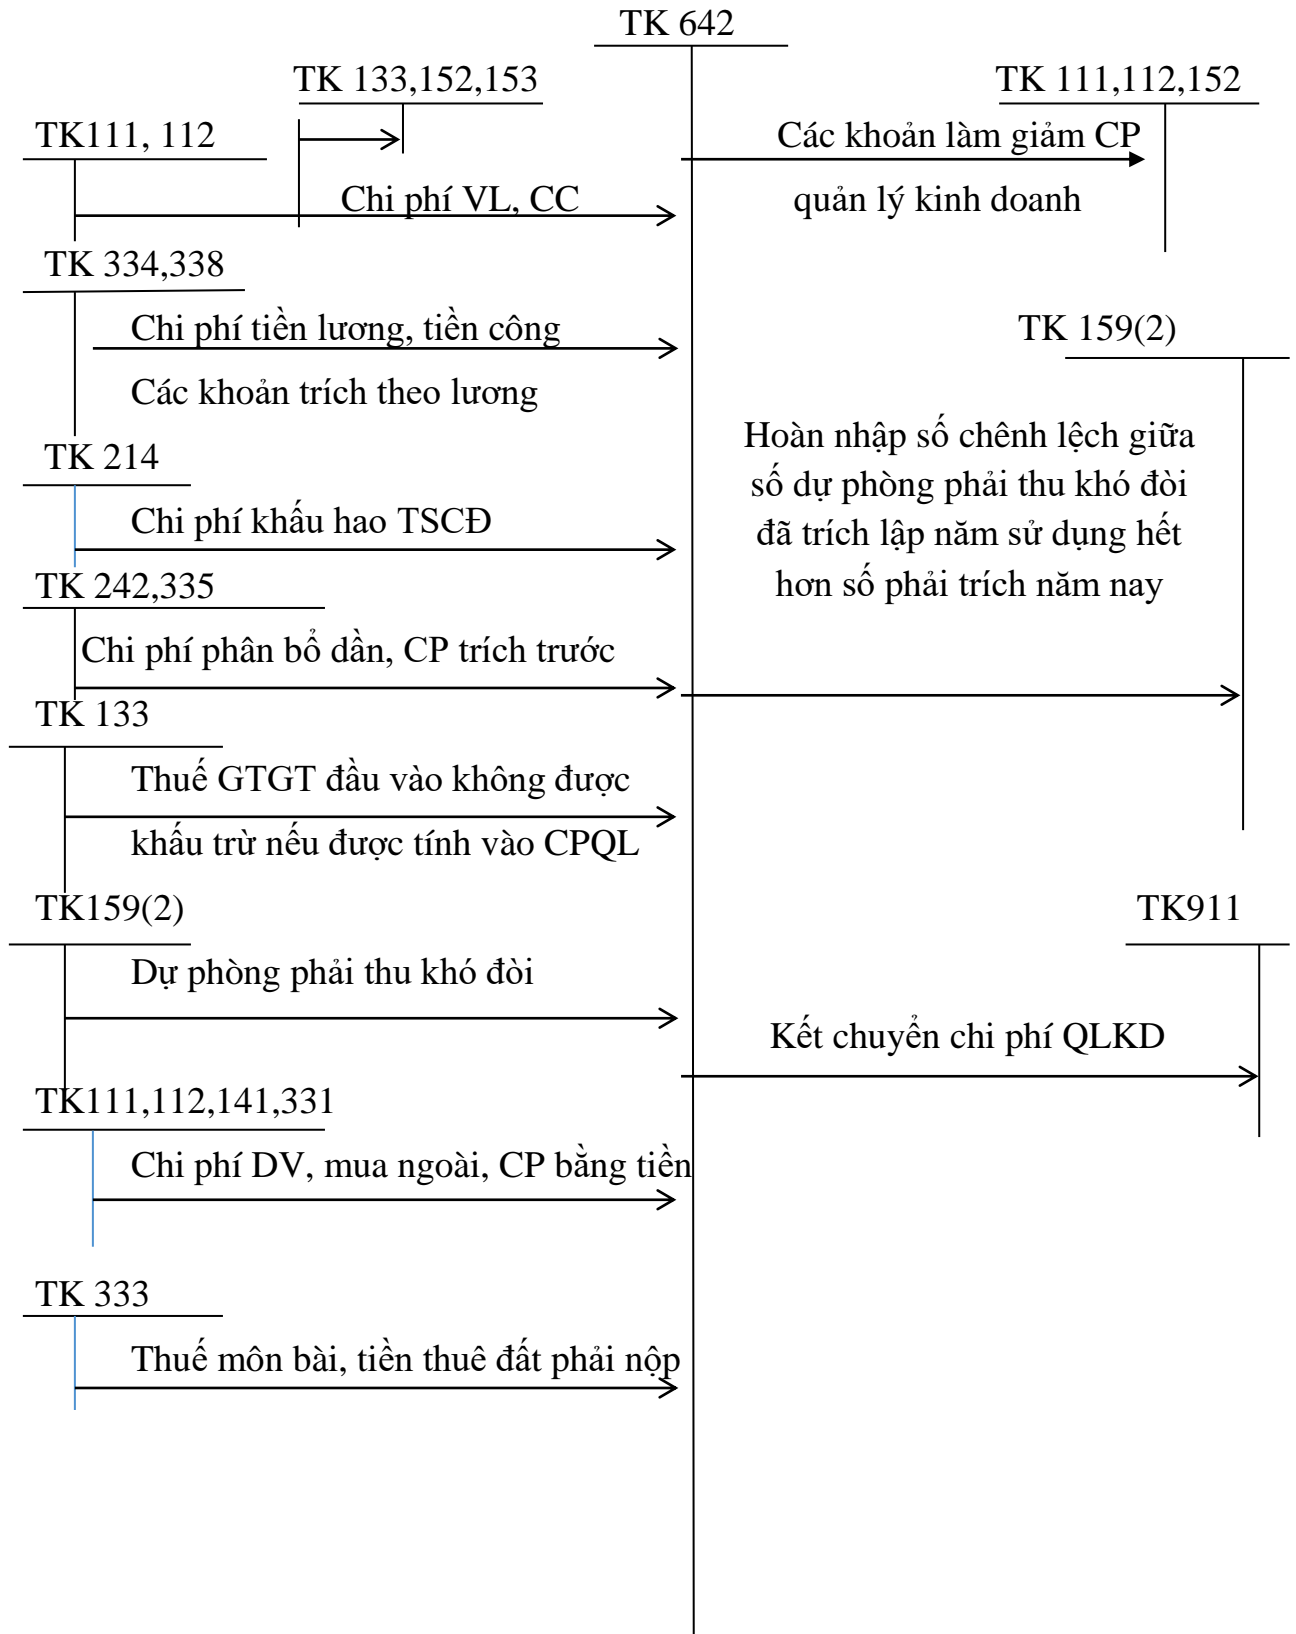 TK 642
TK 133,152,153
TK 111,112,152
TK111, 112
Các khoản làm giảm CP
Chi phí VL, CC
quản lý kinh doanh
TK 334,338
Chi phí tiền lương, tiền công
TK 159(2)
Các khoản trích theo lương
Hoàn nhập số chênh lệch giữa
số dự phòng phải thu khó đòi
đã trích lập năm sử dụng hết
hơn số phải trích năm nay
TK 214
Chi phí khấu hao TSCĐ
TK 242,335
Chi phí phân bổ dần, CP trích trước
TK 133
Thuế GTGT đầu vào không được
khấu trừ nếu được tính vào CPQL
TK159(2)
TK911
Dự phòng phải thu khó đòi
Kết chuyển chi phí QLKD
TK111,112,141,331
Chi phí DV, mua ngoài, CP bằng tiền
TK 333
Thuế môn bài, tiền thuê đất phải nộp